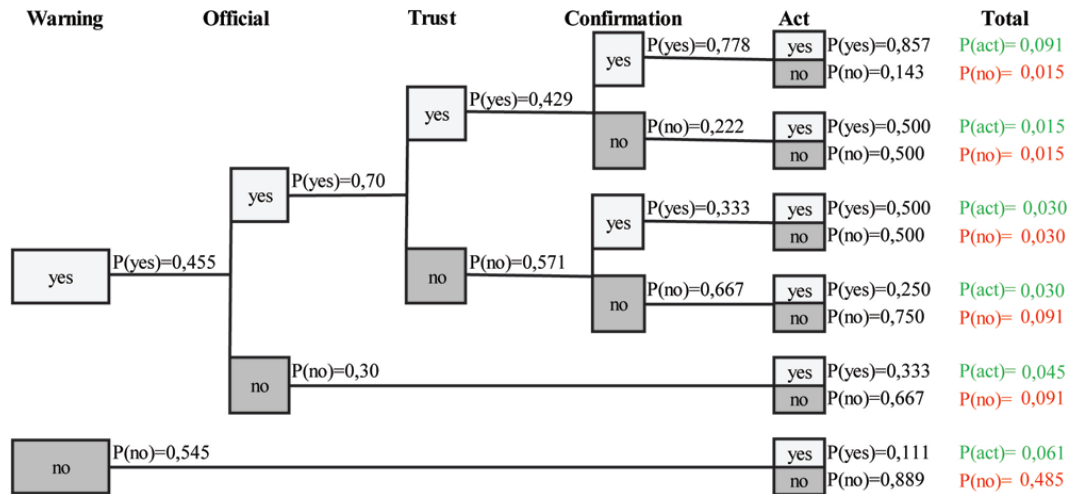 Warning Official Trust Confirmation Act Total
yes P(yes)=0,778 yes P(yes)=0,857 P(act)= 0,091
no P(no)=0,143 P(no)= 0,015
yes P(yes)=0,429
no P(no)=0,222 yes P(yes)=0,500 P(act)= 0,015
no P(no)=0,500 P(no)= 0,015
yes P(yes)=0,70
yes P(yes)=0,333 yes P(yes)=0,500 P(act)= 0,030
no P(no)=0,500 P(no)= 0,030
yes P(yes)=0,455
no P(no)=0,571
no P(no)=0,667 yes P(yes)=0,250 P(act)= 0,030
no P(no)=0,750 P(no)= 0,091
no P(no)=0,30 yes P(yes)=0,333 P(act)= 0,045
no P(no)=0,667 P(no)= 0,091
no P(no)=0,545 yes P(yes)=0,111 P(act)= 0,061
no P(no)=0,889 P(no)= 0,485